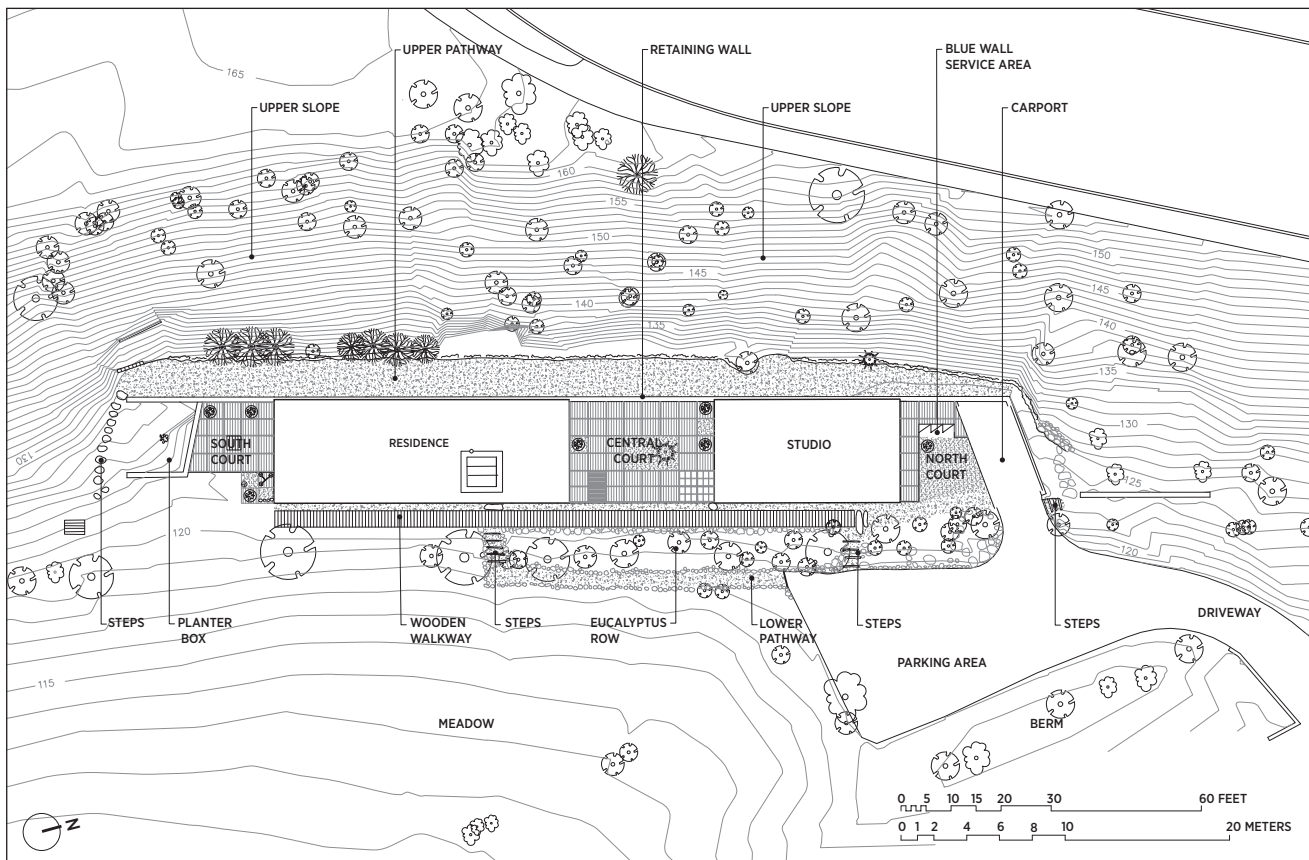 UPPER PATHWAY
RETAINING WALL
BLUE WALL
SERVICE AREA
165
UPPER SLOPE
UPPER SLOPE
CARPORT
160
155
150
150
145
145
140
140
135
135
130
130
125
120
120
115
SOUTH
COURT
RESIDENCE
CENTRAL
COURT
STUDIO
NORTH
COURT
STEPS
PLANTER
BOX
WOODEN
WALKWAY
STEPS
EUCALYPTUS
ROW
LOWER
PATHWAY
STEPS
STEPS
DRIVEWAY
PARKING AREA
MEADOW
BERM
N
0 5 10 15 20 30 60 FEET
0 1 2 4 6 8 10 20 METERS